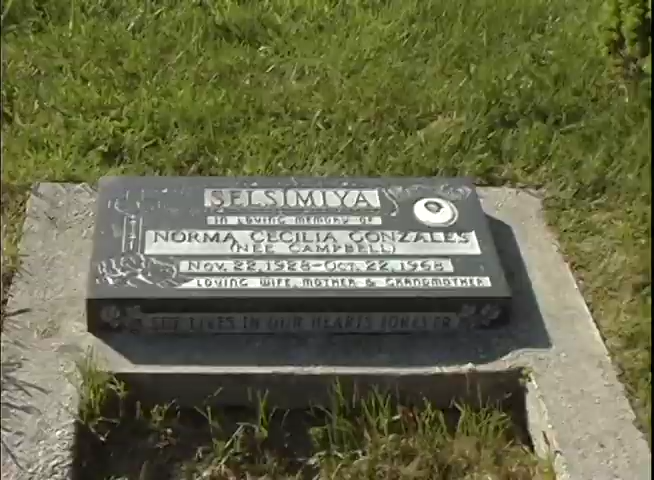 SELSIMIYA
IN LOVING MEMORY OF
NORMA CECILIA GONZALES
(NEE CAMPBELL)
NOV. 22, 1928-OCT. 22, 1968
LOVING WIFE, MOTHER & GRANDMOTHER
SHE LIVES IN OUR HEARTS FOREVER